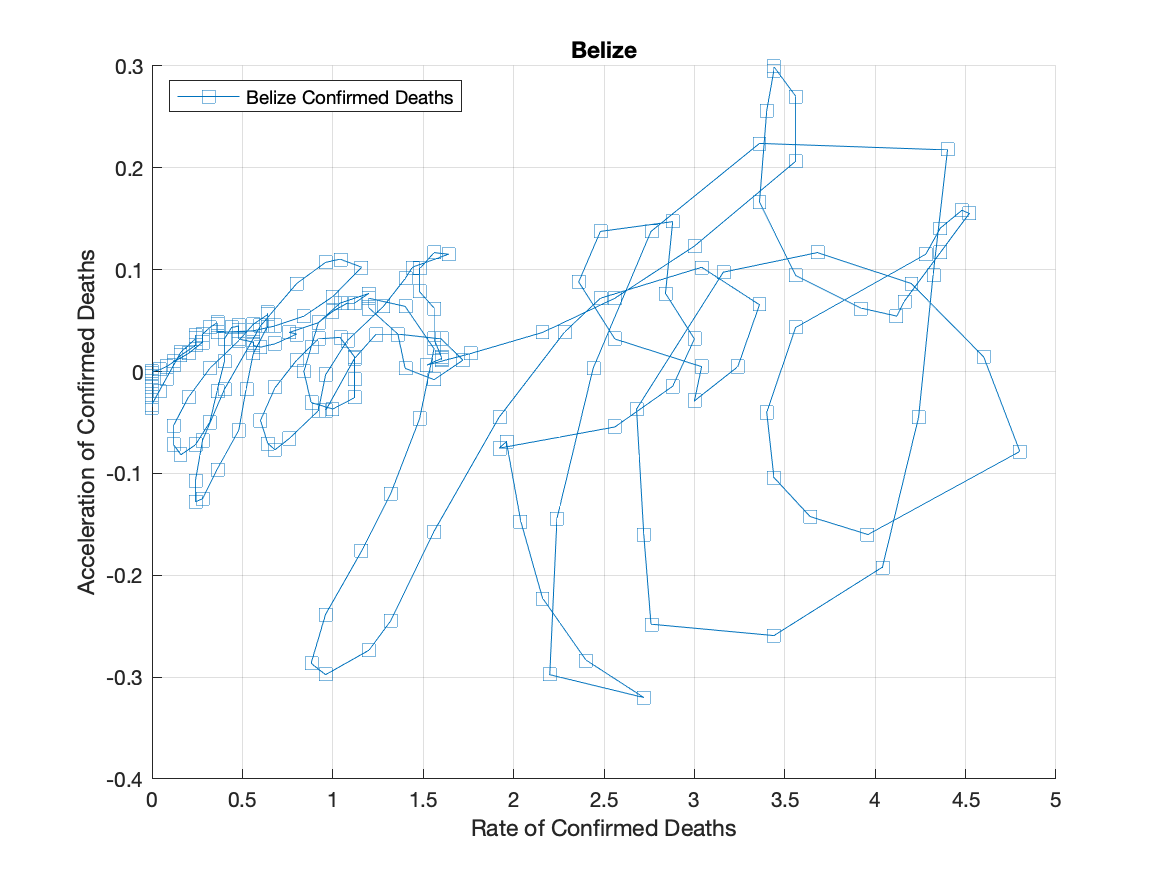 Belize
Belize Confirmed Deaths
0.3
0.2
0.1
0
-0.1
-0.2
-0.3
-0.4
Acceleration of Confirmed Deaths
0 0.5 1 1.5 2 2.5 3 3.5 4 4.5 5
Rate of Confirmed Deaths